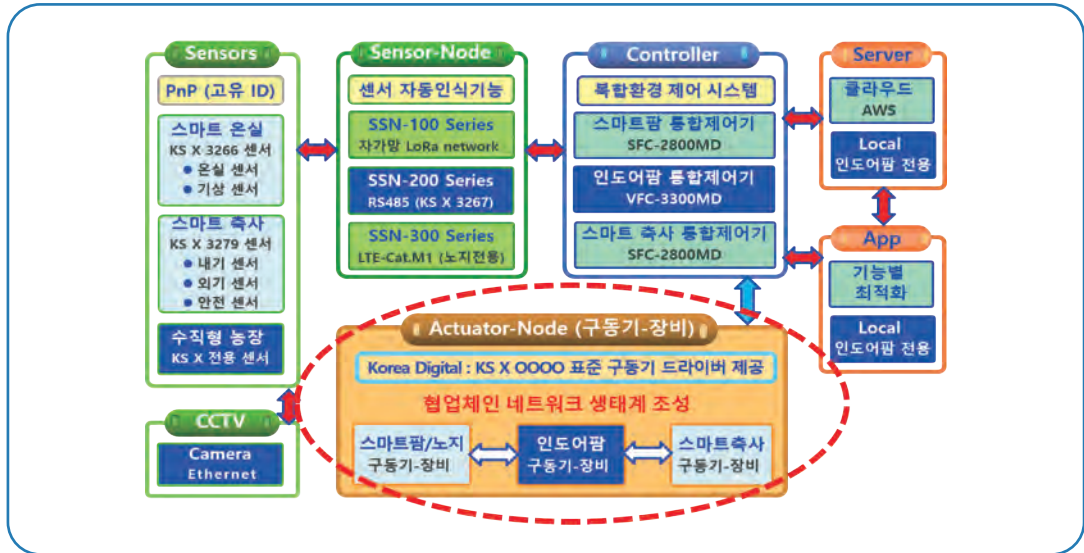 Sensors
PnP (고유 ID)
스마트 온실
KS X 3266 센서
● 온실 센서
● 기상 센서
스마트 축사
KS X 3279 센서
● 내기 센서
● 외기 센서
● 안전 센서
수직형 농장
KS X 전용 센서
CCTV
Camera
Ethernet
Sensor-Node
센서 자동인식기능
SSN-100 Series
자가망 LoRa network
SSN-200 Series
RS485 (KS X 3267)
SSN-300 Series
LTE-Cat.M1 (노지전용)
Controller
복합환경 제어 시스템
스마트팜 통합제어기
SFC-2800MD
인도어팜 통합제어기
VFC-3300MD
스마트 축사 통합제어기
SFC-2800MD
Server
클라우드
AWS
Local
인도어팜 전용
App
기능별
최적화
Local
인도어팜 전용
Actuator-Node (구동기-장비)
Korea Digital : KS X OOOO 표준 구동기 드라이버 제공
협업체인 네트워크 생태계 조성
스마트팜/노지
구동기-장비
인도어팜
구동기-장비
스마트축사
구동기-장비